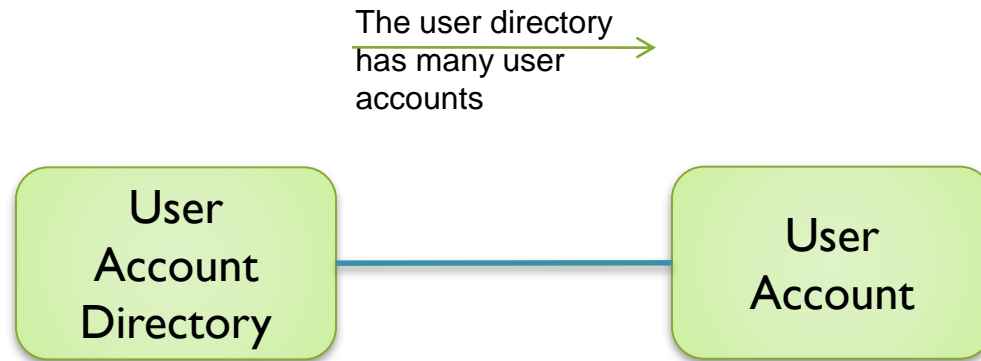 The user directory
has many user
accounts
User
Account
Directory
User
Account